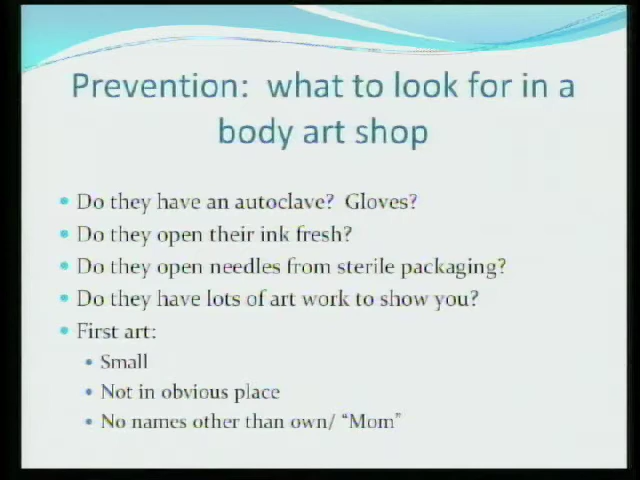 Prevention:  what to look for in a
body art shop
• Do they have an autoclave?  Gloves?
• Do they open their ink fresh?
• Do they open needles from sterile packaging?
• Do they have lots of art work to show you?
• First art:
• Small
• Not in obvious place
• No names other than own/ “Mom”